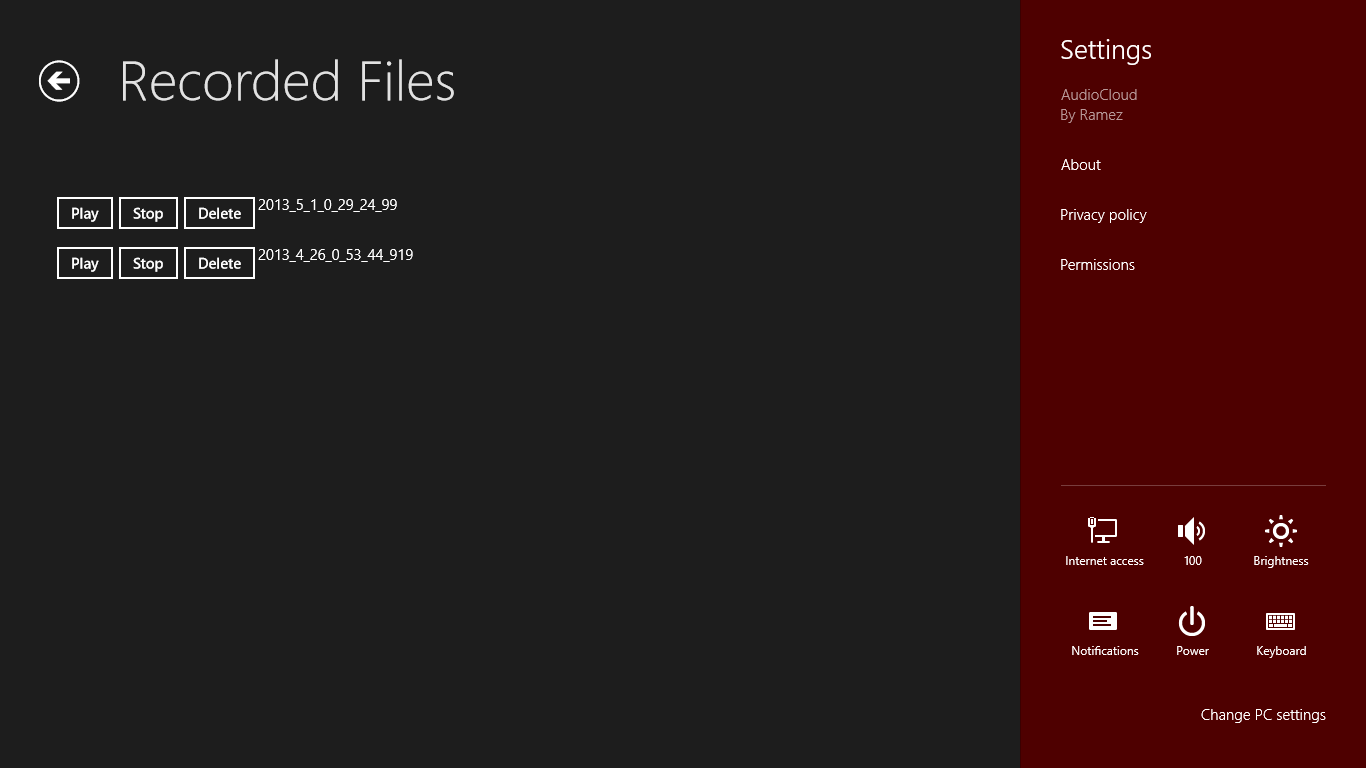 Recorded Files
Play Stop Delete 2013_5_1_0_29_24_99
Play Stop Delete 2013_4_26_0_53_44_919
Settings
AudioCloud
By Ramez
About
Privacy policy
Permissions
Internet access 100 Brightness
Notifications Power Keyboard
Change PC settings